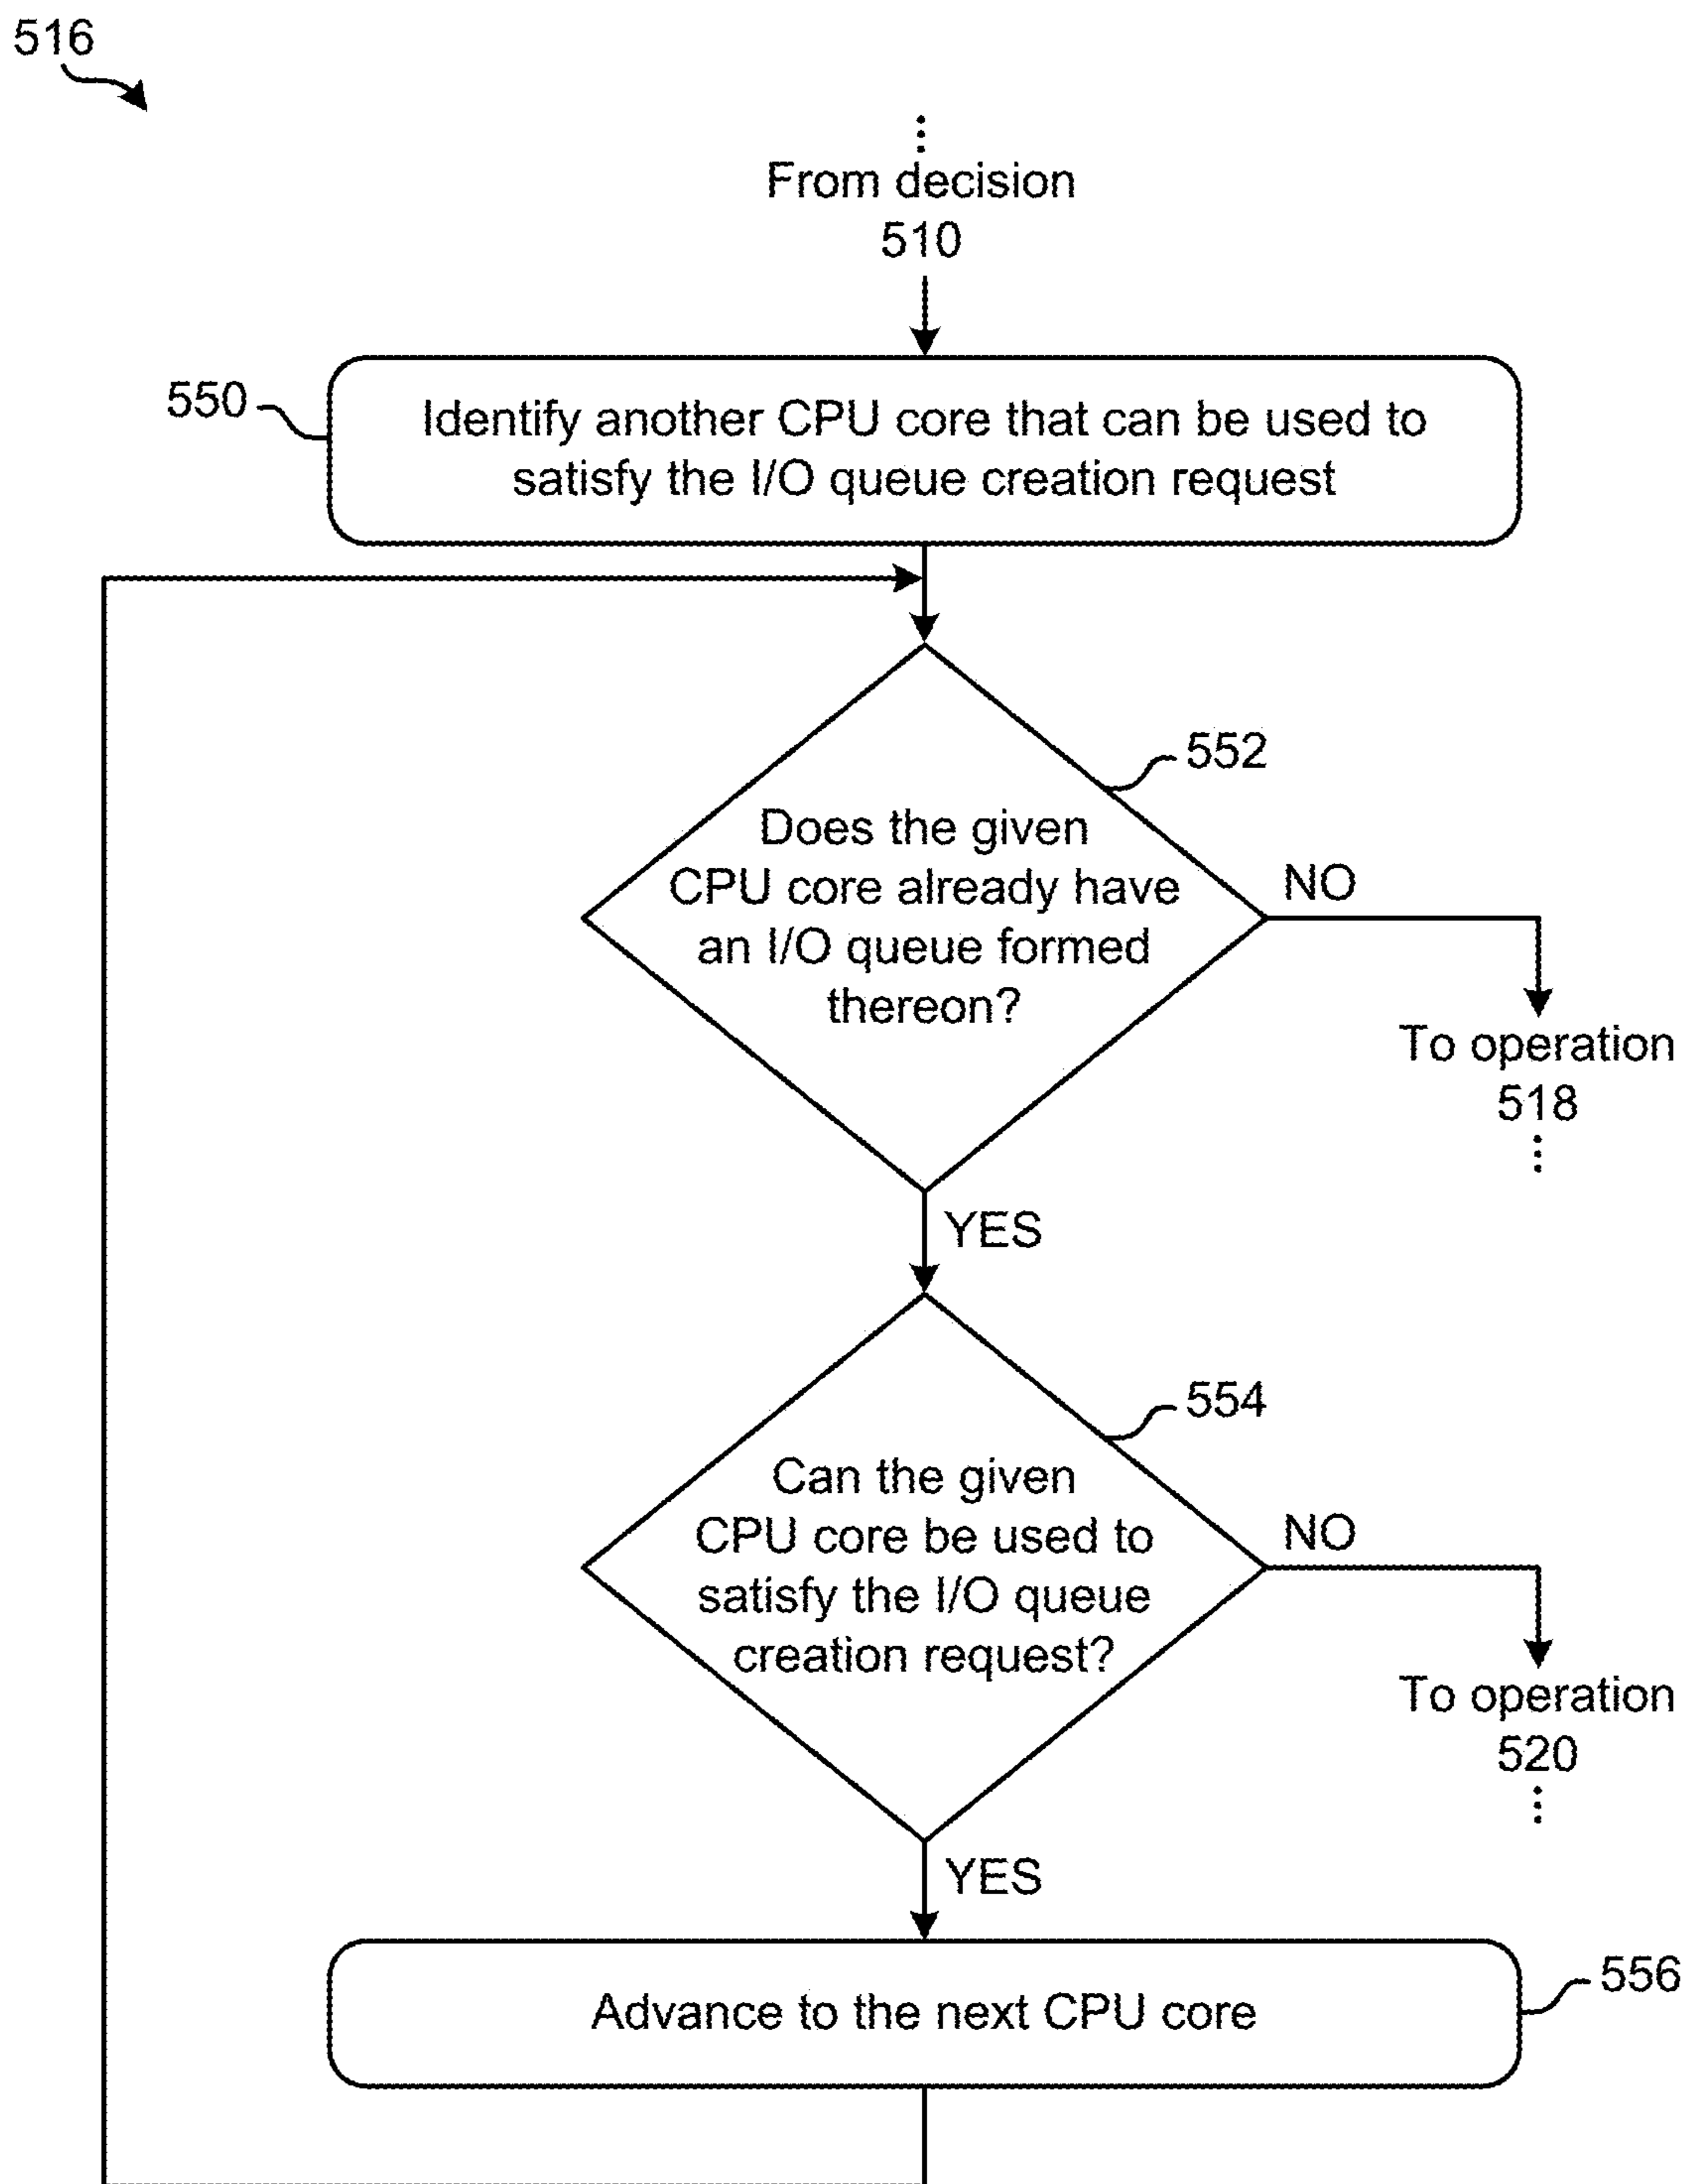 516
From decision
510
550
Identify another CPU core that can be used to
satisfy the I/O queue creation request
552
Does the given
CPU core already have
an I/O queue formed
thereon?
NO
To operation
518
YES
554
Can the given
CPU core be used to
satisfy the I/O queue
creation request?
NO
To operation
520
YES
556
Advance to the next CPU core